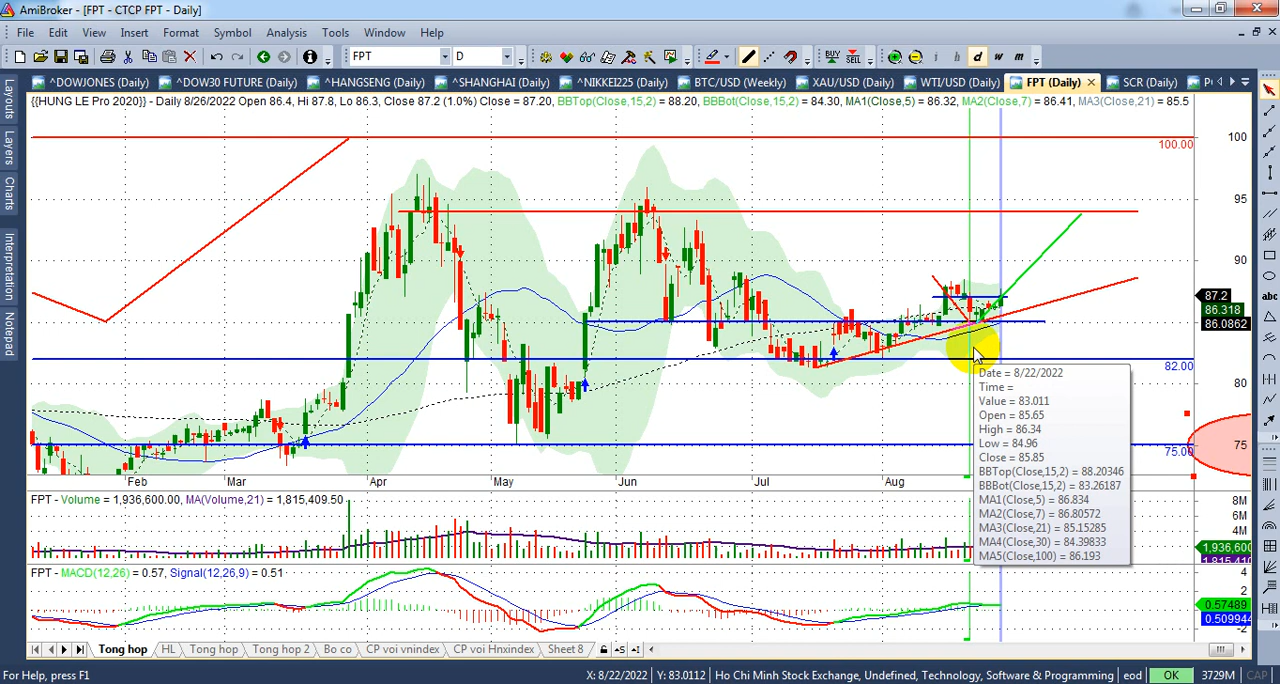 AmiBroker - [FPT - CTCP FPT - Daily]
File Edit View Insert Format Symbol Analysis Tools Window Help
FPT D BUY SELL i h d w m
^DOWJONES (Daily) ^DOW30 FUTURE (Daily) ^HANGSENG (Daily) ^SHANGHAI (Daily) ^NIKKEI225 (Daily) BTC/USD (Weekly) XAU/USD (Daily) WTI/USD (Daily) FPT (Daily) SCR (Daily)
{{HUNG LE Pro 2020}} - Daily 8/26/2022 Open 86.4, Hi 87.8, Lo 86.3, Close 87.2 (1.0%) Close = 87.20, BBTop(Close,15,2) = 88.20, BBBot(Close,15,2) = 84.30, MA1(Close,5) = 86.32, MA2(Close,7) = 86.41, MA3(Close,21) = 85.5
Layouts
Layers
Charts
Interpretation
Notepad
100
100.00
95
90
87.2
86.318
86.0862
82.00
80
75.00
75
abc
Date = 8/22/2022
Time =
Value = 83.011
Open = 85.65
High = 86.34
Low = 84.96
Close = 85.85
BBTop(Close,15,2) = 88.20346
BBBot(Close,15,2) = 83.26187
MA1(Close,5) = 86.834
MA2(Close,7) = 86.80572
MA3(Close,21) = 85.15285
MA4(Close,30) = 84.39833
MA5(Close,100) = 86.193
Feb Mar Apr May Jun Jul Aug
FPT - Volume = 1,936,600.00, MA(Volume,21) = 1,815,409.50
8M
6M
4M
1,936,600
FPT - MACD(12,26) = 0.57, Signal(12,26,9) = 0.51
4
2
0.57489
0.509944
-2
Tong hop HL Tong hop Tong hop 2 Bo co CP voi vnindex CP voi Hnxindex Sheet 8
For Help, press F1 X: 8/22/2022 Y: 83.0112 Ho Chi Minh Stock Exchange, Undefined, Technology, Software & Programming eod OK 3729M CAP